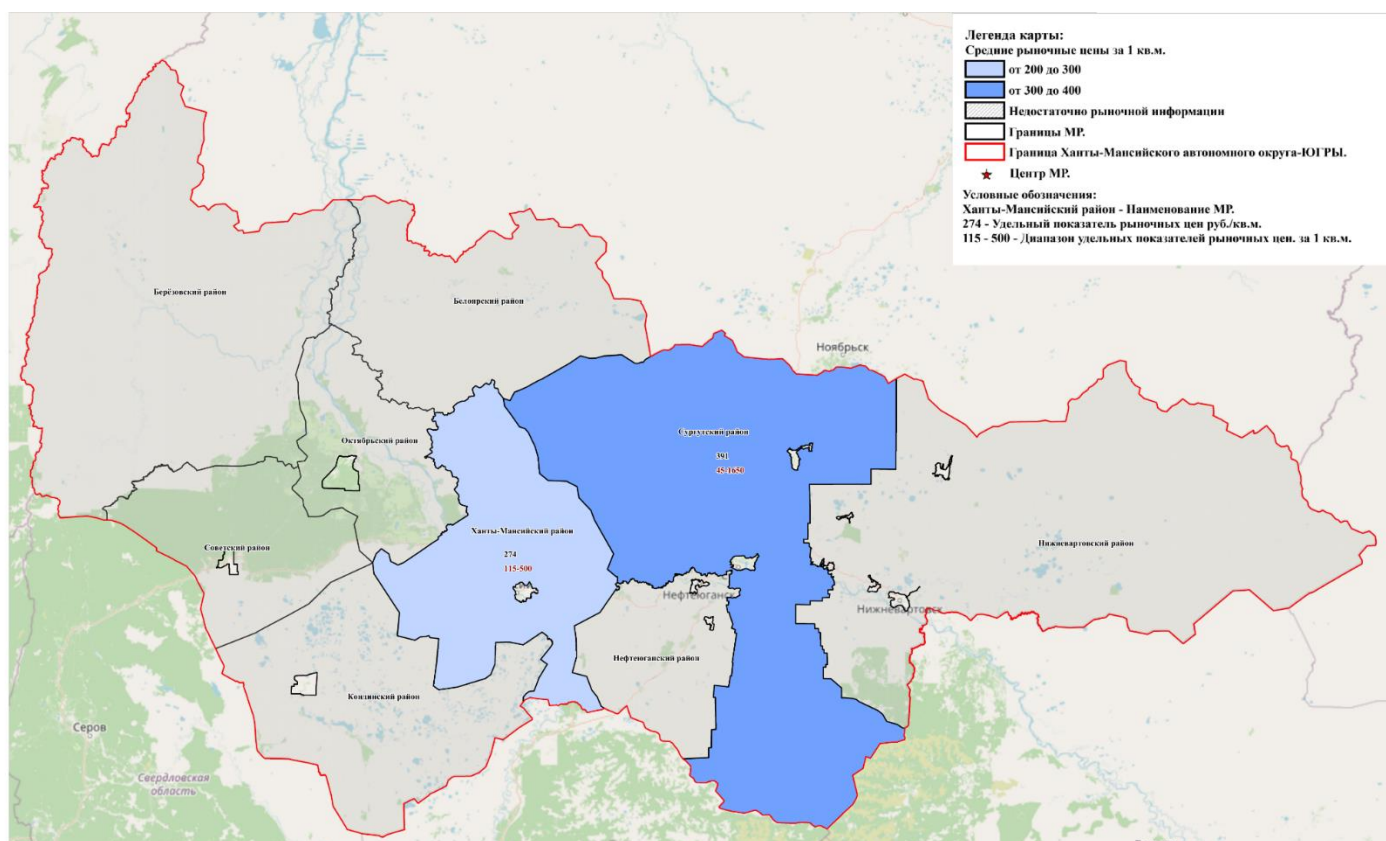 Легенда карты:
Средние рыночные цены за 1 кв.м.
от 200 до 300
от 300 до 400
Недостаточно рыночной информации
Границы МР.
Граница Ханты-Мансийского автономного округа-ЮГРЫ.
Центр МР.
Условные обозначения:
Ханты-Мансийский район - Наименование МР.
274 - Удельный показатель рыночных цен руб./кв.м.
115 - 500 - Диапазон удельных показателей рыночных цен. за 1 кв.м.
Берёзовский район
Белоярский район
Ноябрьск
Октябрьский район
Сургутский район
391
45-1650
Ханты-Мансийский район
274
115-500
Советский район
Нижневартовский район
Нефтеюганск
Нижневартовск
Нефтеюганский район
Кондинский район
Серов
Свердловская
область